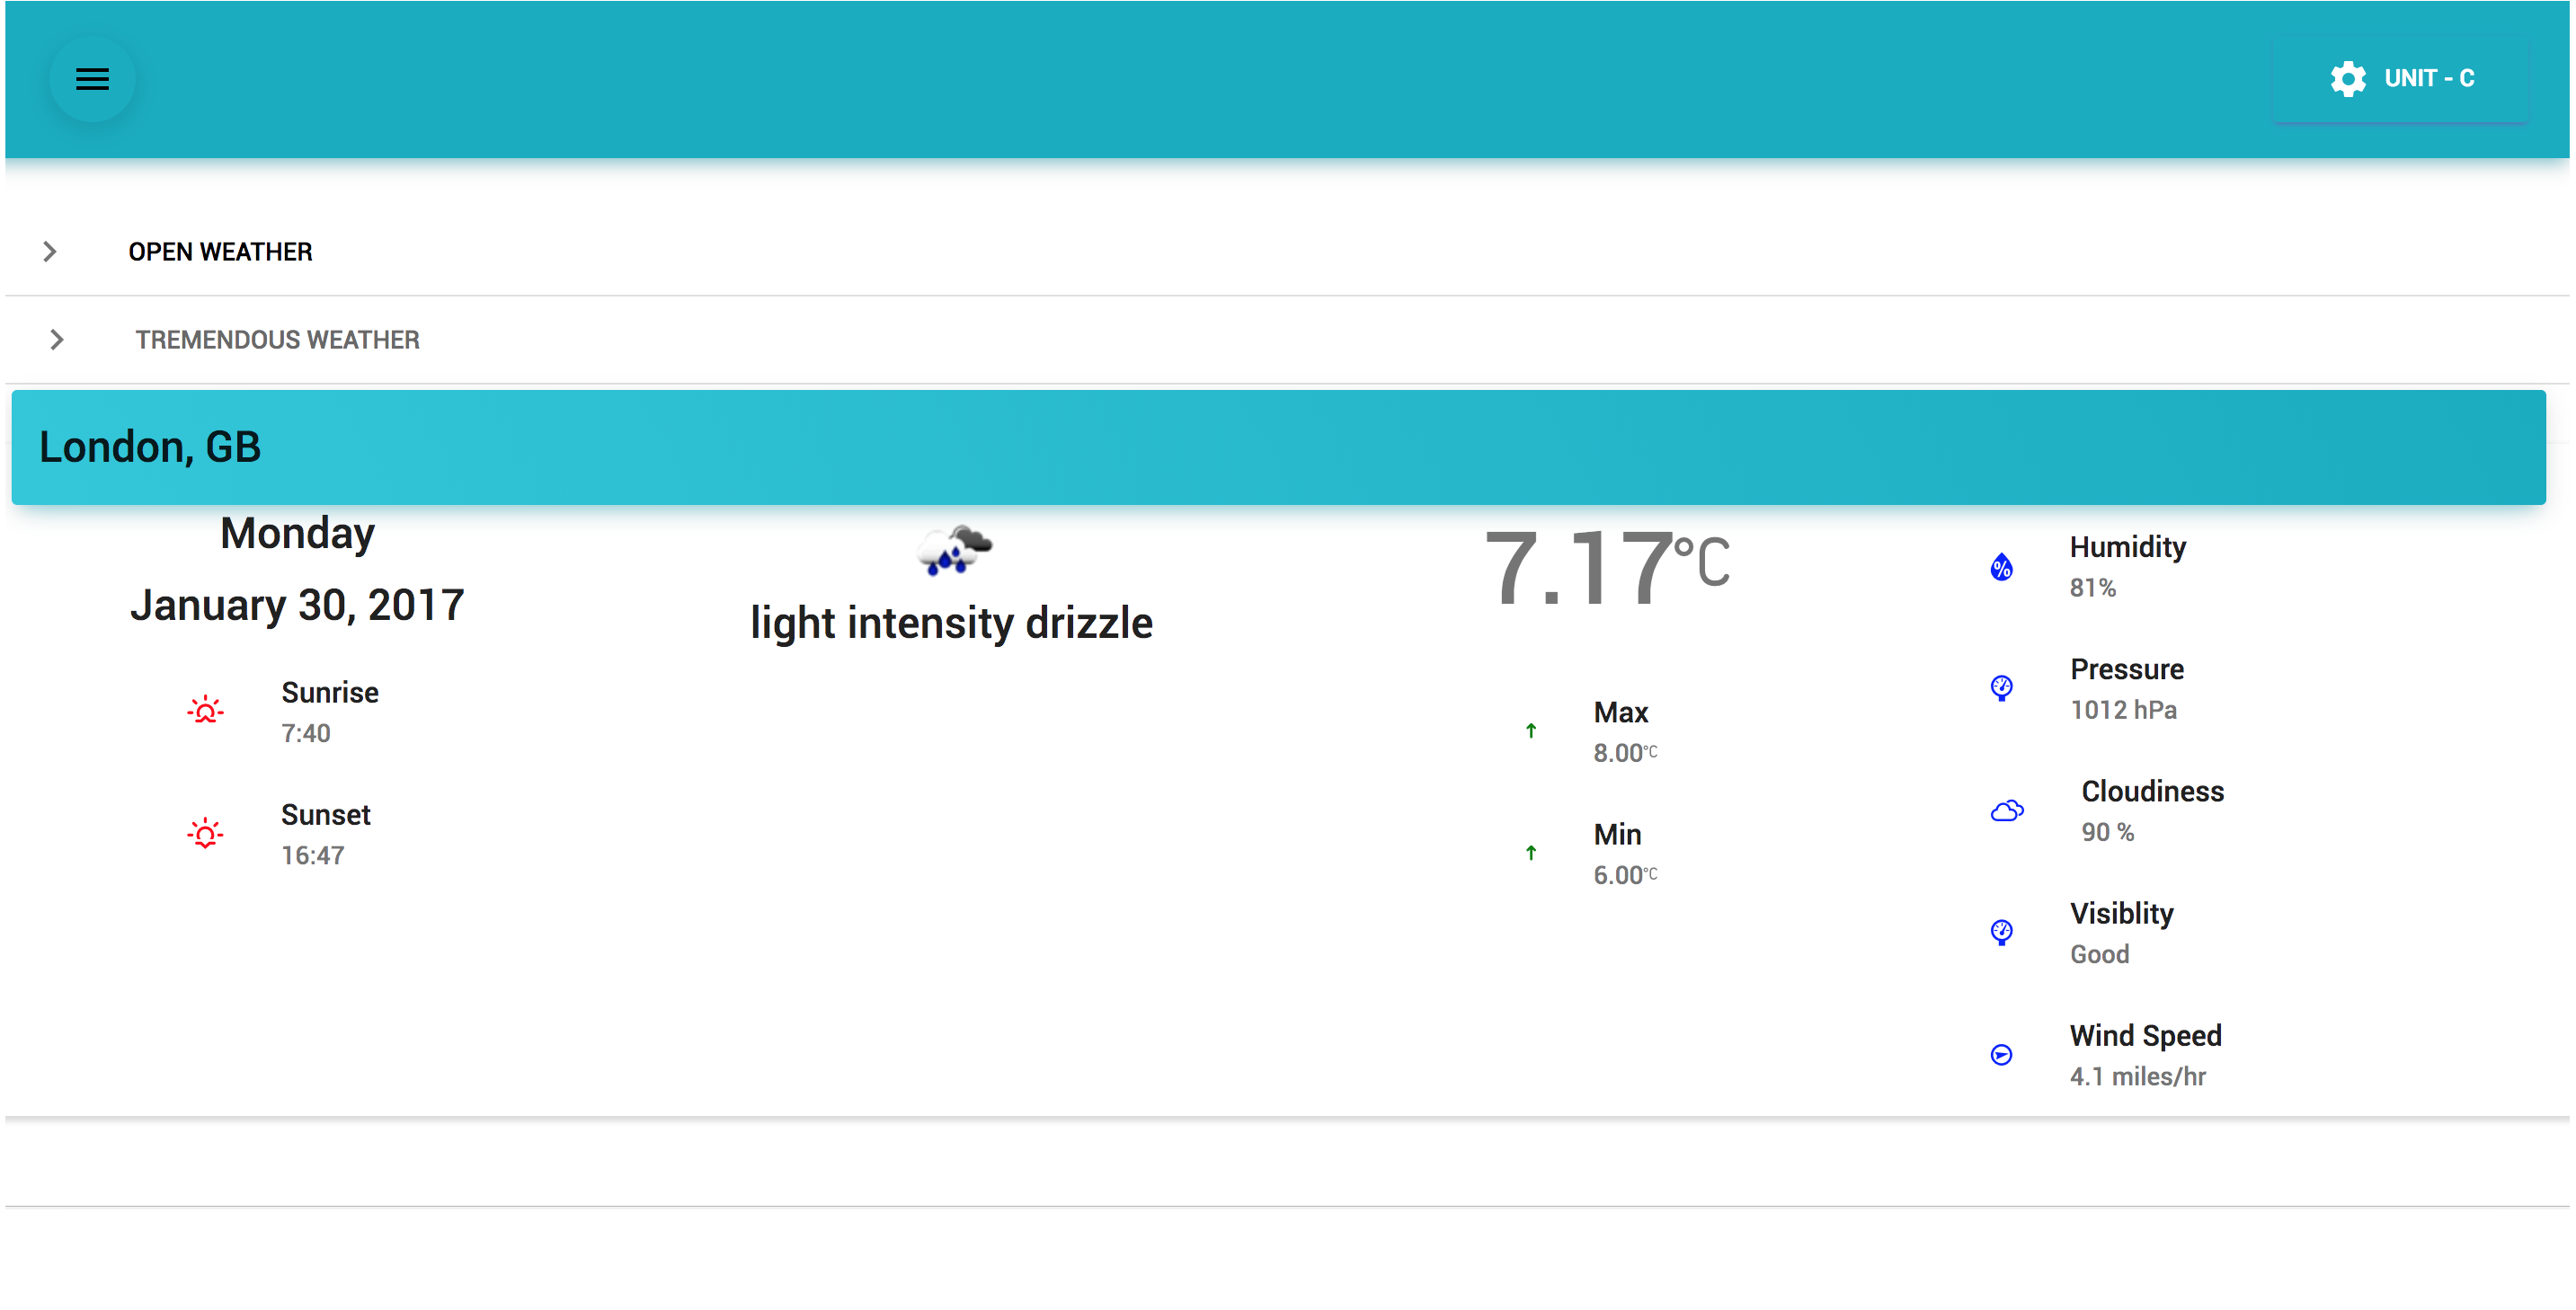 UNIT - C
OPEN WEATHER
TREMENDOUS WEATHER
London, GB
Monday
January 30, 2017
Sunrise
7:40
Sunset
16:47
light intensity drizzle
7.17°C
Max
8.00°C
Min
6.00°C
Humidity
81%
Pressure
1012 hPa
Cloudiness
90 %
Visiblity
Good
Wind Speed
4.1 miles/hr